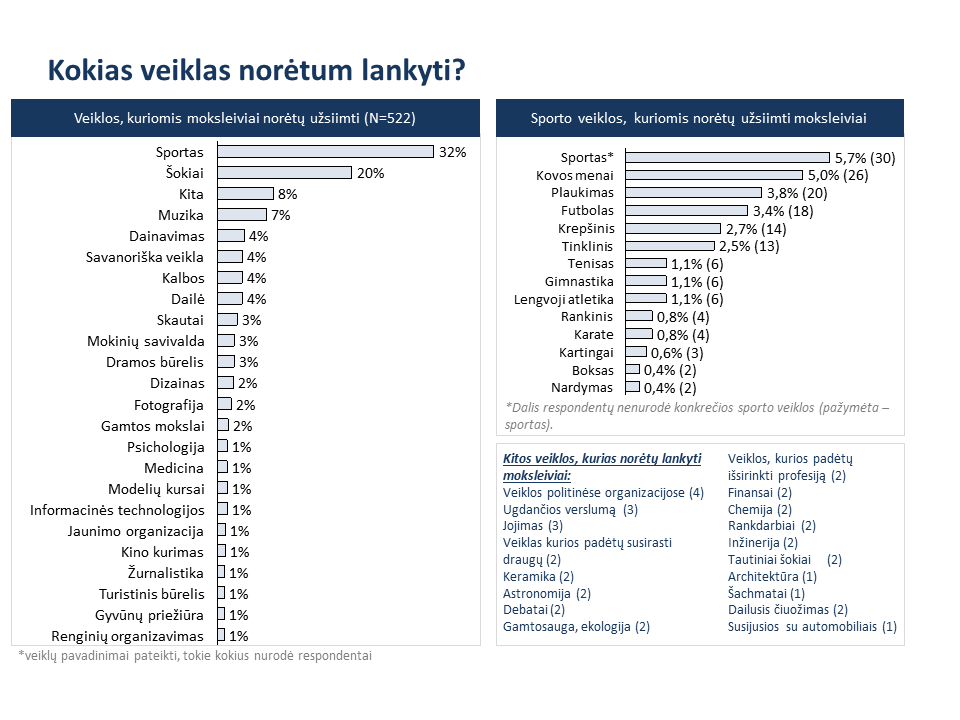 Kokias veiklas norėtum lankyti?
Veiklos, kuriomis moksleiviai norėtų užsiimti (N=522)
Sportas 32%
Šokiai 20%
Kita 8%
Muzika 7%
Dainavimas 4%
Savanoriška veikla 4%
Kalbos 4%
Dailė 4%
Skautai 3%
Mokinių savivalda 3%
Dramos būrelis 3%
Dizainas 2%
Fotografija 2%
Gamtos mokslai 2%
Psichologija 1%
Medicina 1%
Modelių kursai 1%
Informacinės technologijos 1%
Jaunimo organizacija 1%
Kino kurimas 1%
Žurnalistika 1%
Turistinis būrelis 1%
Gyvūnų priežiūra 1%
Renginių organizavimas 1%
*veiklų pavadinimai pateikti, tokie kokius nurodė respondentai
Sporto veiklos, kuriomis norėtų užsiimti moksleiviai
Sportas* 5,7% (30)
Kovos menai 5,0% (26)
Plaukimas 3,8% (20)
Futbolas 3,4% (18)
Krepšinis 2,7% (14)
Tinklinis 2,5% (13)
Tenisas 1,1% (6)
Gimnastika 1,1% (6)
Lengvoji atletika 1,1% (6)
Rankinis 0,8% (4)
Karate 0,8% (4)
Kartingai 0,6% (3)
Boksas 0,4% (2)
Nardymas 0,4% (2)
*Dalis respondentų nenurodė konkrečios sporto veiklos (pažymėta –
sportas).
Kitos veiklos, kurias norėtų lankyti
moksleiviai:
Veiklos politinėse organizacijose (4)
Ugdančios verslumą (3)
Jojimas (3)
Veiklas kurios padėtų susirasti
draugų (2)
Keramika (2)
Astronomija (2)
Debatai (2)
Gamtosauga, ekologija (2)
Veiklos, kurios padėtų
išsirinkti profesiją (2)
Finansai (2)
Chemija (2)
Rankdarbiai (2)
Inžinerija (2)
Tautiniai šokiai (2)
Architektūra (1)
Šachmatai (1)
Dailusis čiuožimas (2)
Susijusios su automobiliais (1)